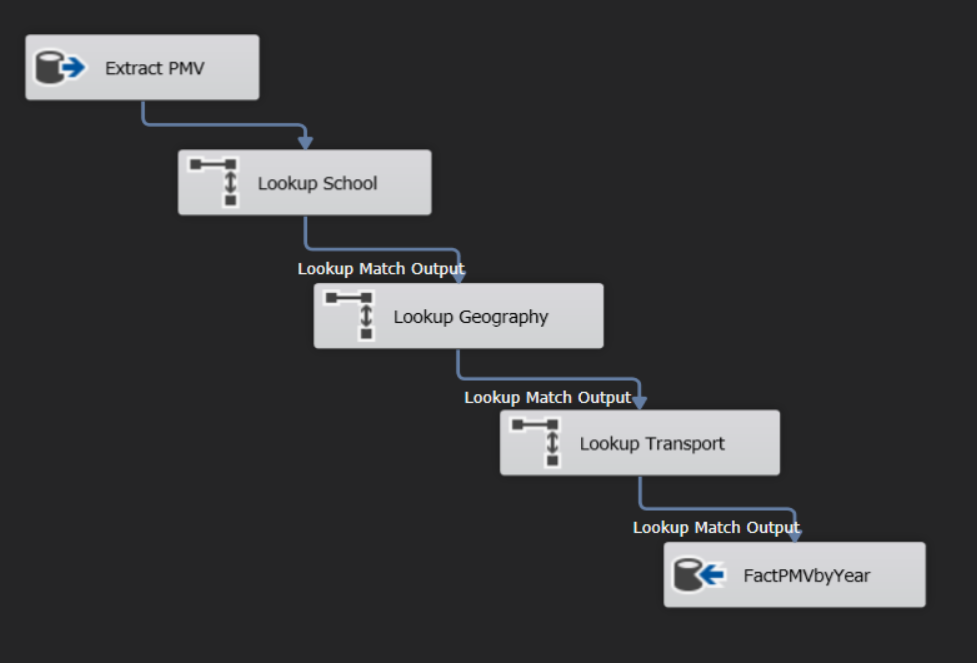 Extract PMV
Lookup School
Lookup Match Output
Lookup Geography
Lookup Match Output
Lookup Transport
Lookup Match Output
FactPMVbyYear